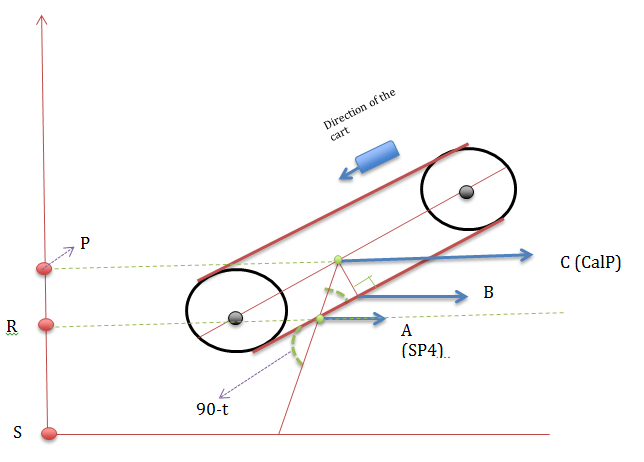 Direction of the
cart
P
C (CalP)
B
R
A
(SP4)..
90-t
S